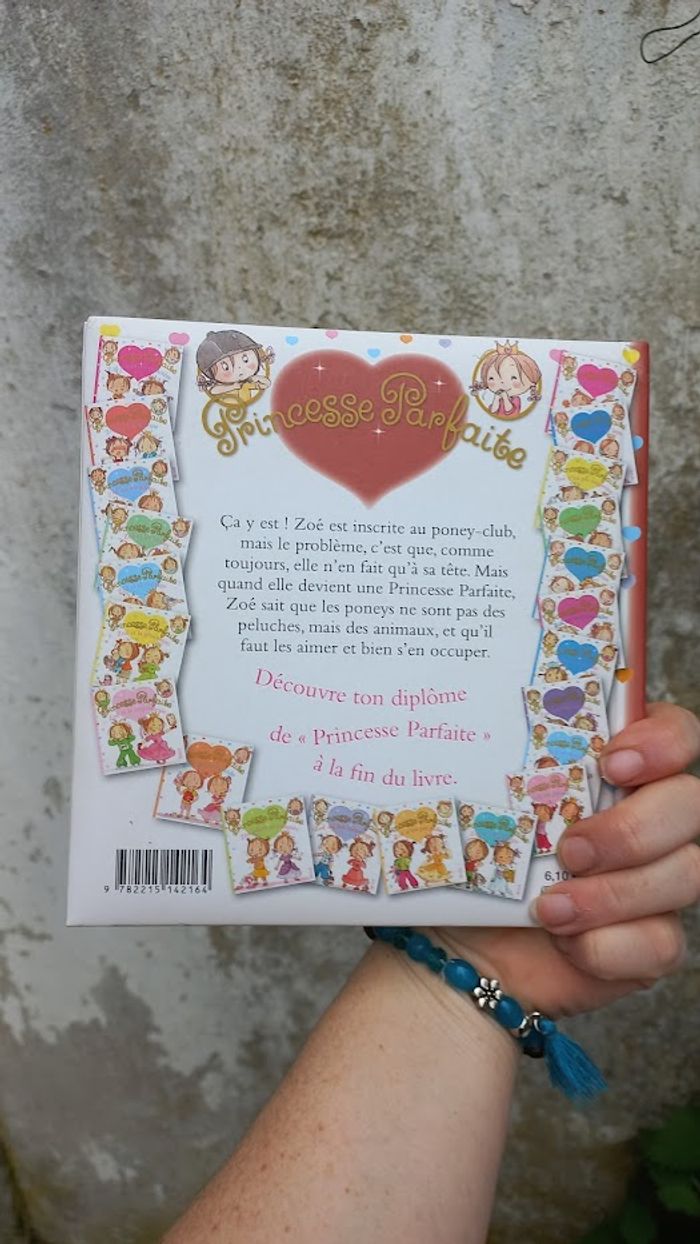 Princesse Parfaite
Ça y est ! Zoé est inscrite au poney-club,
mais le problème, c'est que, comme
toujours, elle n'en fait qu'à sa tête. Mais
quand elle devient une Princesse Parfaite,
Zoé sait que les poneys ne sont pas des
peluches, mais des animaux, et qu'il
faut les aimer et bien s'en occuper.
Découvre ton diplôme
de « Princesse Parfaite »
à la fin du livre.
9 782215 142164
6,10